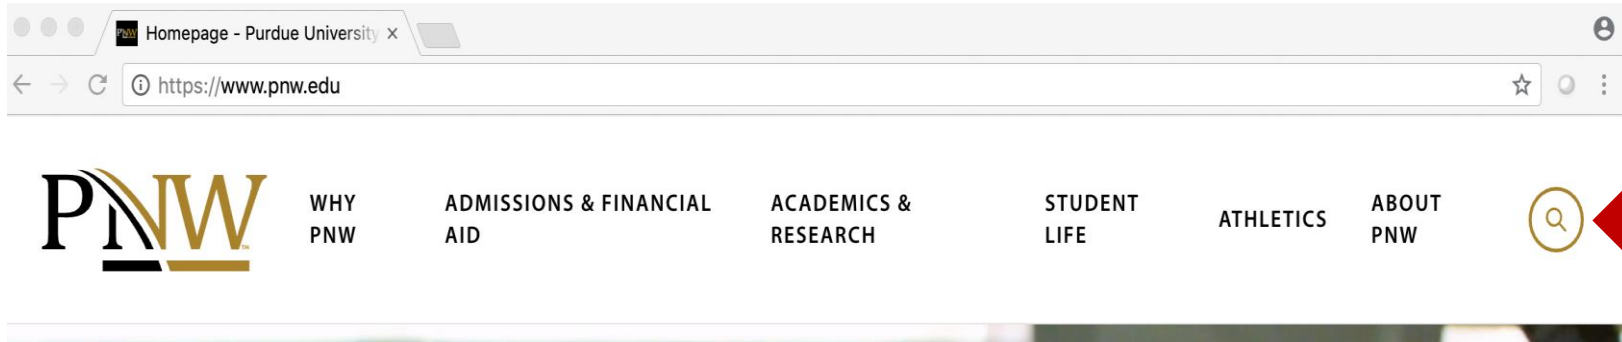 Homepage - Purdue University
https://www.pnw.edu
PNW
WHY
PNW
ADMISSIONS & FINANCIAL
AID
ACADEMICS &
RESEARCH
STUDENT
LIFE
ATHLETICS
ABOUT
PNW